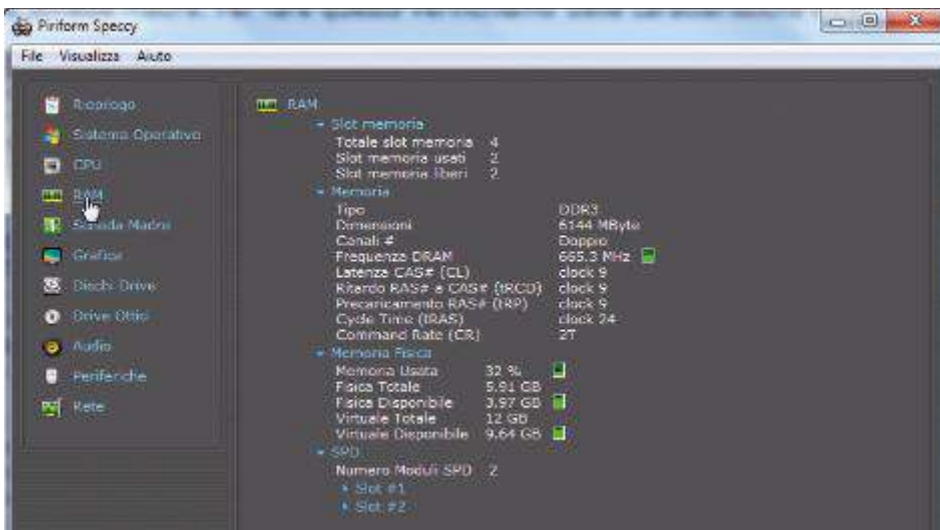 Piriform Speccy
File Visualizza Aiuto
Riepilogo
Sistema Operativo
CPU
RAM
Scheda Madre
Grafica
Dischi Drive
Drive Ottici
Audio
Periferiche
Rete
RAM
Slot memoria
Totale slot memoria 4
Slot memoria usati 2
Slot memoria liberi 2
Memoria
Tipo DDR3
Dimensioni 6144 MByte
Canali # Doppio
Frequenza DRAM 665.3 MHz
Latenza CAS# (CL) clock 9
Ritardo RAS# a CAS# (tRCD) clock 9
Precaricamento RAS# (tRP) clock 9
Cycle Time (tRAS) clock 24
Command Rate (CR) 2T
Memoria Fisica
Memoria Usata 32 %
Fisica Totale 5.91 GB
Fisica Disponibile 3.97 GB
Virtuale Totale 12 GB
Virtuale Disponibile 9.64 GB
SPD
Numero Moduli SPD 2
Slot #1
Slot #2